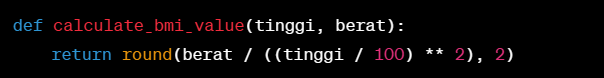 def calculate_bmi_value(tinggi, berat):
    return round(berat / ((tinggi / 100) ** 2), 2)